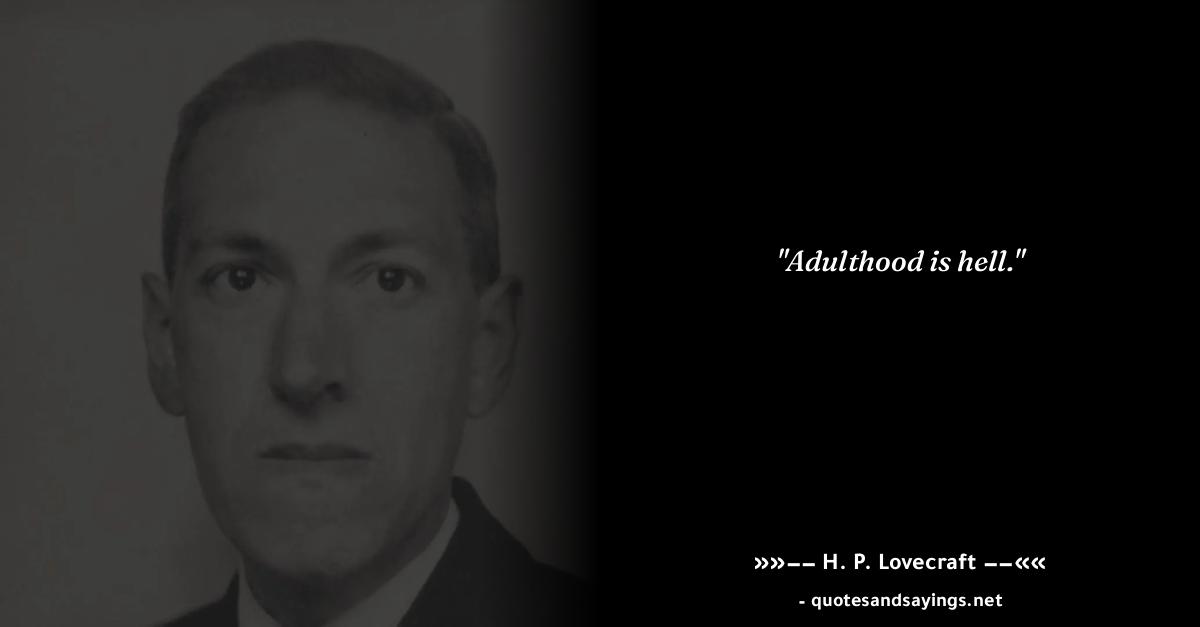 "Adulthood is hell."
»»–– H. P. Lovecraft ––««
- quotesandsayings.net